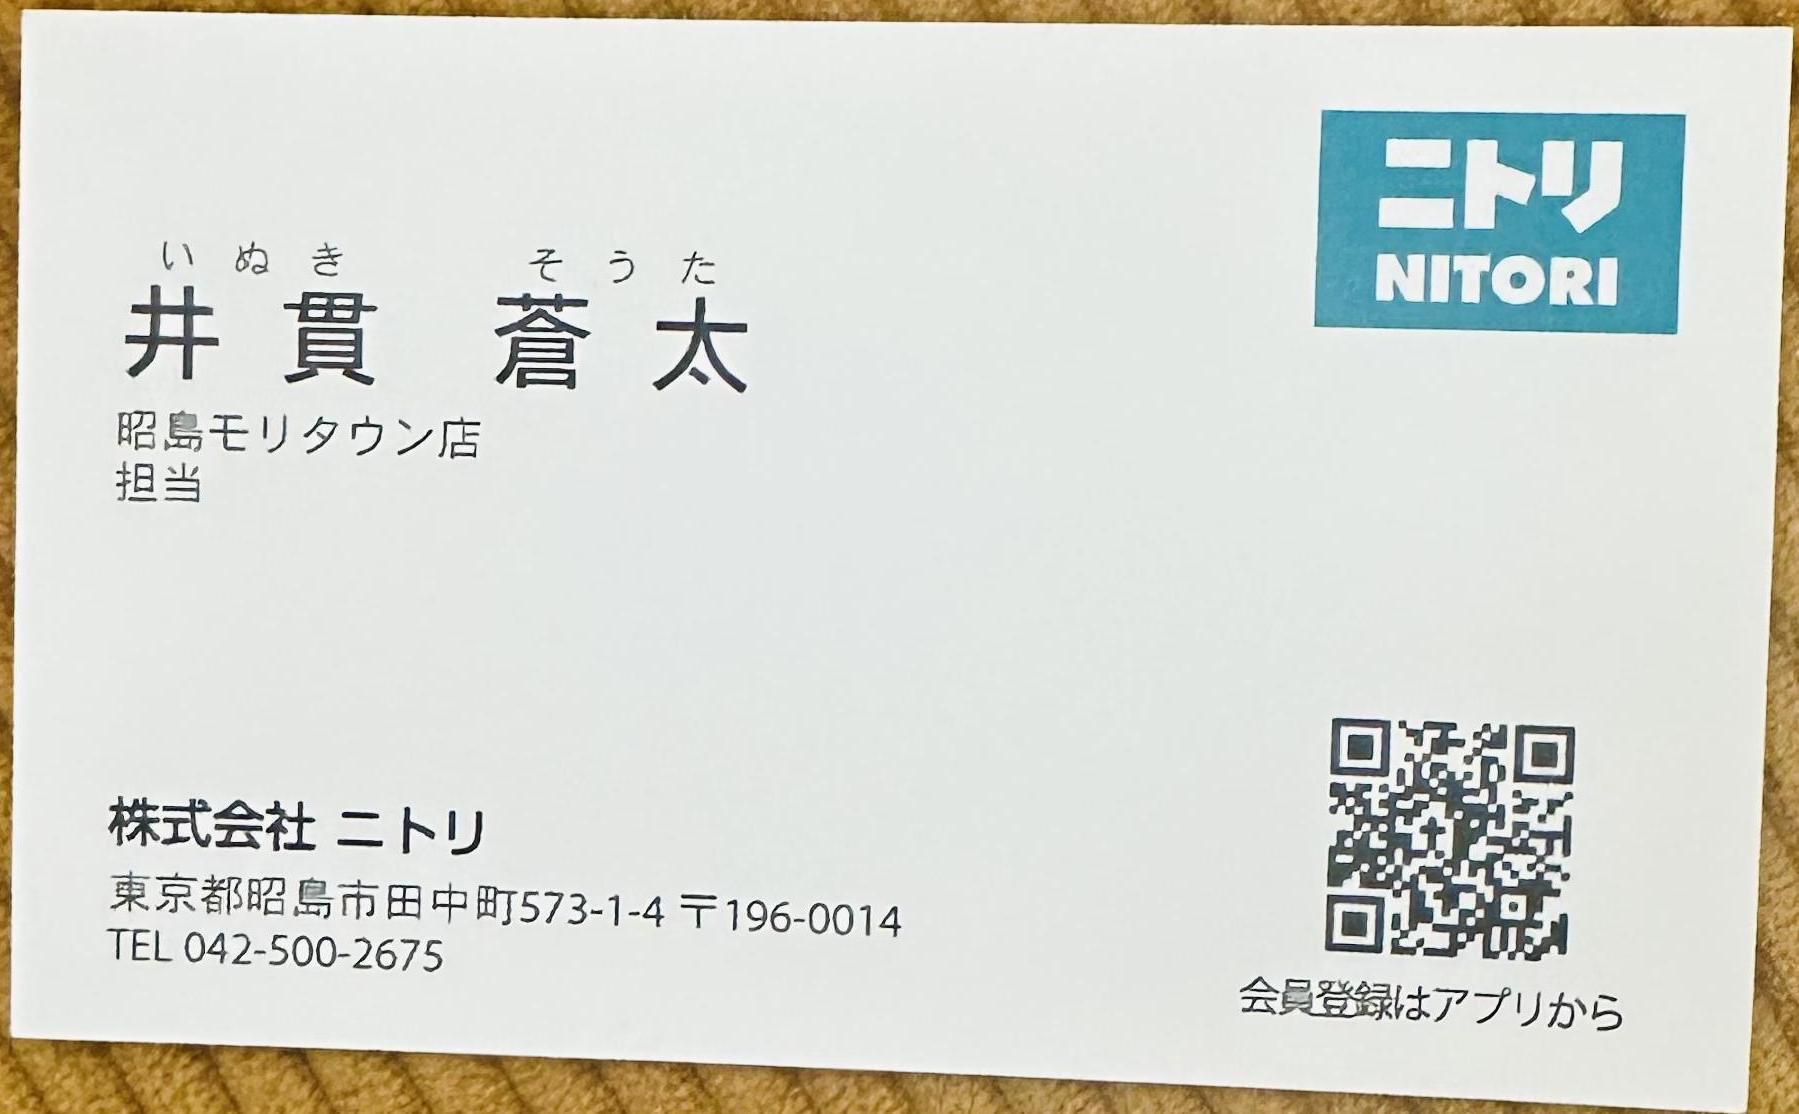 ニトリ
NITORI
いぬき そうた
井貫 蒼太
昭島モリタウン店
担当
株式会社 ニトリ
東京都昭島市田中町573-1-4 〒196-0014
TEL 042-500-2675
会員登録はアプリから